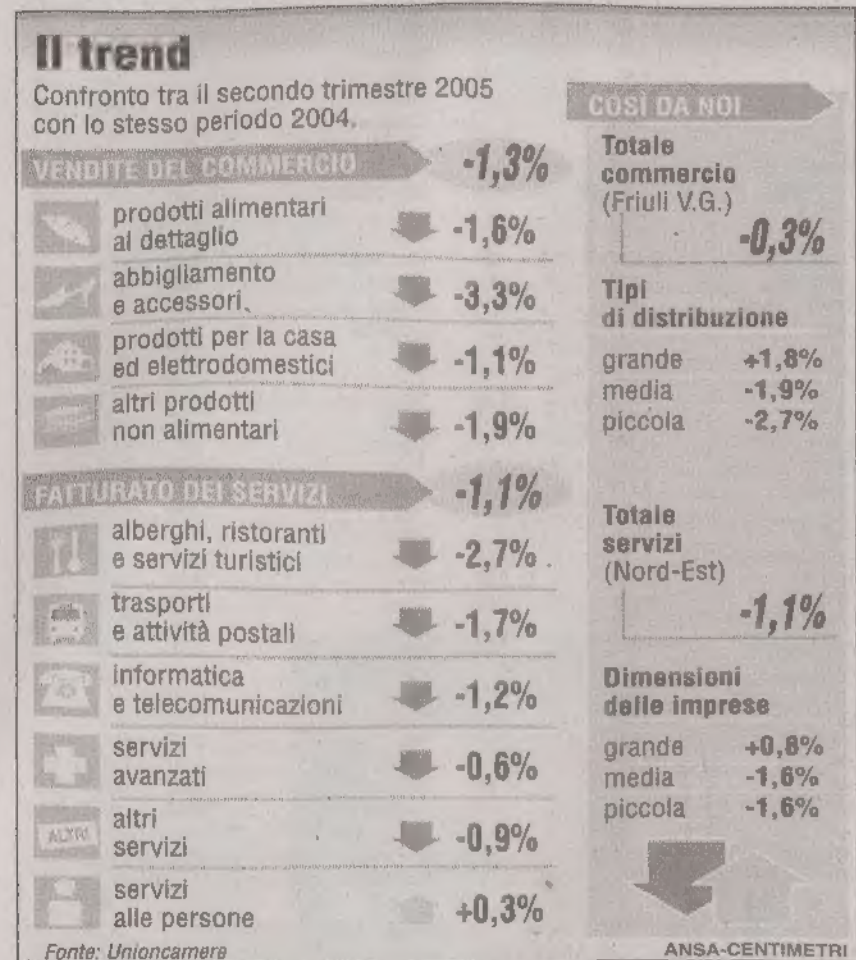 Il trend
Confronto tra il secondo trimestre 2005
con lo stesso periodo 2004.
VENDITE DEL COMMERCIO -1,3%
prodotti alimentari
al dettaglio -1,6%
abbigliamento
e accessori -3,3%
prodotti per la casa
ed elettrodomestici -1,1%
altri prodotti
non alimentari -1,9%
FATTURATO DEI SERVIZI -1,1%
alberghi, ristoranti
e servizi turistici -2,7%
trasporti
e attività postali -1,7%
informatica
e telecomunicazioni -1,2%
servizi
avanzati -0,6%
ALTRI
altri
servizi -0,9%
servizi
alle persone +0,3%
Fonte: Unioncamere
COSÌ DA NOI
Totale
commercio
(Friuli V.G.)
-0,3%
Tipi
di distribuzione
grande +1,8%
media -1,9%
piccola -2,7%
Totale
servizi
(Nord-Est)
-1,1%
Dimensioni
delle imprese
grande +0,8%
media -1,6%
piccola -1,6%
ANSA-CENTIMETRI